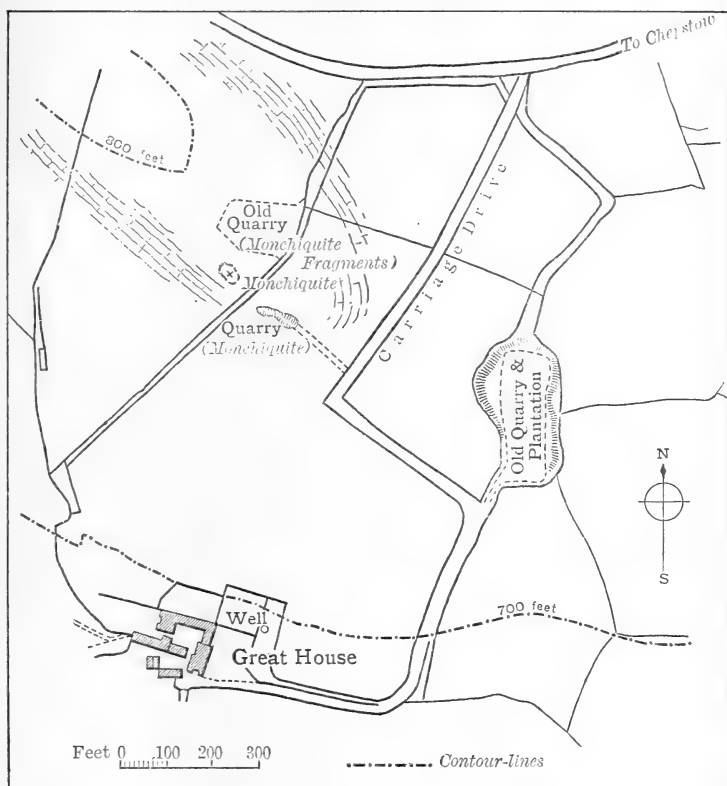 To Chepstow
800 feet
Old
Quarry
(Monchiquite
Fragments)
Monchiquite
Quarry
(Monchiquite)
Carriage Drive
Old Quarry &
Plantation
N
S
700 feet
Well
Great House
Feet 0 100 200 300
Contour-lines